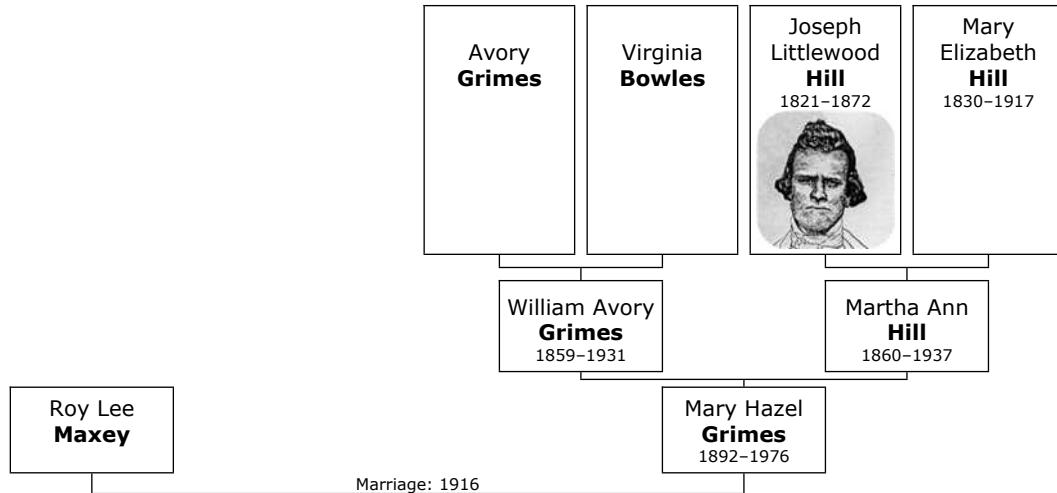 Avory
Grimes
Virginia
Bowles
Joseph
Littlewood
Hill
1821–1872
Mary
Elizabeth
Hill
1830–1917
William Avory
Grimes
1859–1931
Martha Ann
Hill
1860–1937
Roy Lee
Maxey
Mary Hazel
Grimes
1892–1976
Marriage: 1916